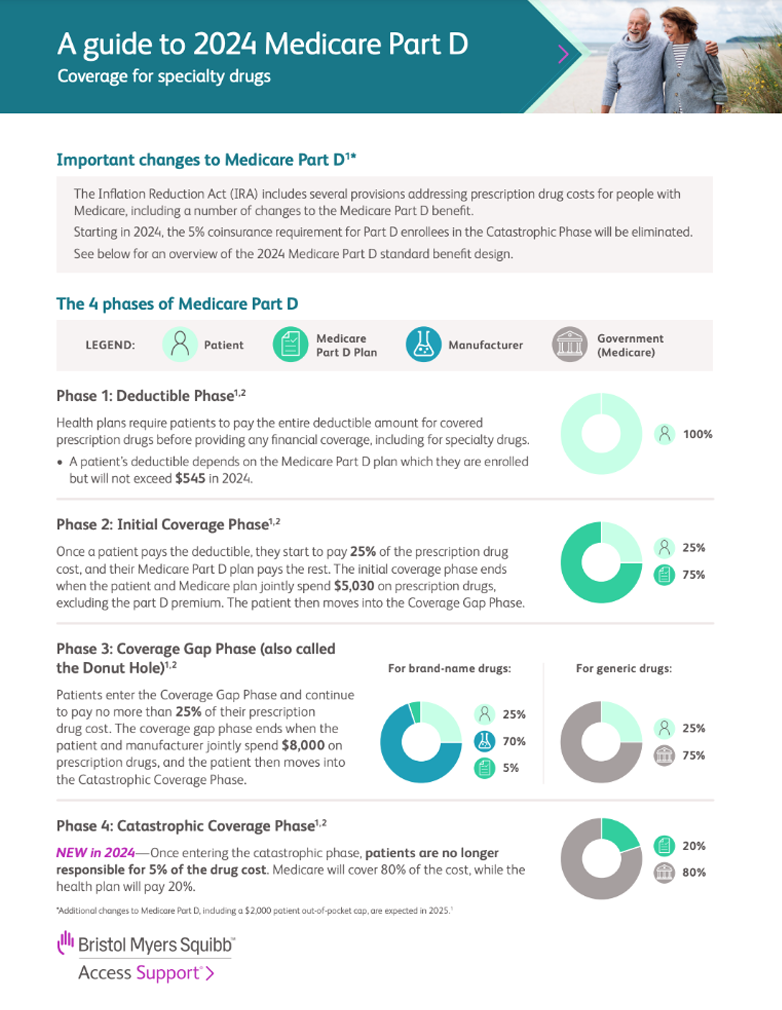 A guide to 2024 Medicare Part D
Coverage for specialty drugs
Important changes to Medicare Part D¹*
The Inflation Reduction Act (IRA) includes several provisions addressing prescription drug costs for people with
Medicare, including a number of changes to the Medicare Part D benefit.
Starting in 2024, the 5% coinsurance requirement for Part D enrollees in the Catastrophic Phase will be eliminated.
See below for an overview of the 2024 Medicare Part D standard benefit design.
The 4 phases of Medicare Part D
LEGEND:
Patient
Medicare
Part D Plan
Manufacturer
Government
(Medicare)
Phase 1: Deductible Phase¹,²
Health plans require patients to pay the entire deductible amount for covered
prescription drugs before providing any financial coverage, including for specialty drugs.
• A patient's deductible depends on the Medicare Part D plan which they are enrolled
but will not exceed $545 in 2024.
100%
Phase 2: Initial Coverage Phase¹,²
Once a patient pays the deductible, they start to pay 25% of the prescription drug
cost, and their Medicare Part D plan pays the rest. The initial coverage phase ends
when the patient and Medicare plan jointly spend $5,030 on prescription drugs,
excluding the part D premium. The patient then moves into the Coverage Gap Phase.
25%
75%
Phase 3: Coverage Gap Phase (also called
the Donut Hole)¹,²
Patients enter the Coverage Gap Phase and continue
to pay no more than 25% of their prescription
drug cost. The coverage gap phase ends when the
patient and manufacturer jointly spend $8,000 on
prescription drugs, and the patient then moves into
the Catastrophic Coverage Phase.
For brand-name drugs:
25%
70%
5%
For generic drugs:
25%
75%
Phase 4: Catastrophic Coverage Phase¹,²
NEW in 2024—Once entering the catastrophic phase, patients are no longer
responsible for 5% of the drug cost. Medicare will cover 80% of the cost, while the
health plan will pay 20%.
20%
80%
*Additional changes to Medicare Part D, including a $2,000 patient out-of-pocket cap, are expected in 2025.¹
Bristol Myers Squibb™
Access Support®